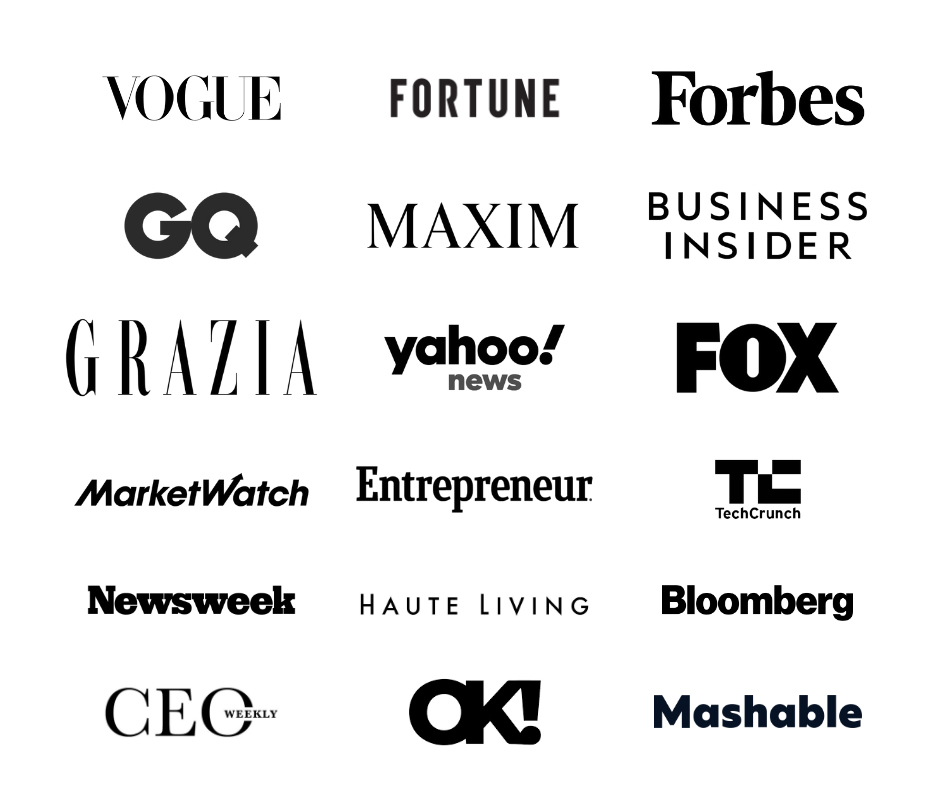 VOGUE
FORTUNE
Forbes
GQ
MAXIM
BUSINESS
INSIDER
GRAZIA
yahoo!
news
FOX
MarketWatch
Entrepreneur
TC
TechCrunch
Newsweek
HAUTE LIVING
Bloomberg
CEO
WEEKLY
OK!
Mashable